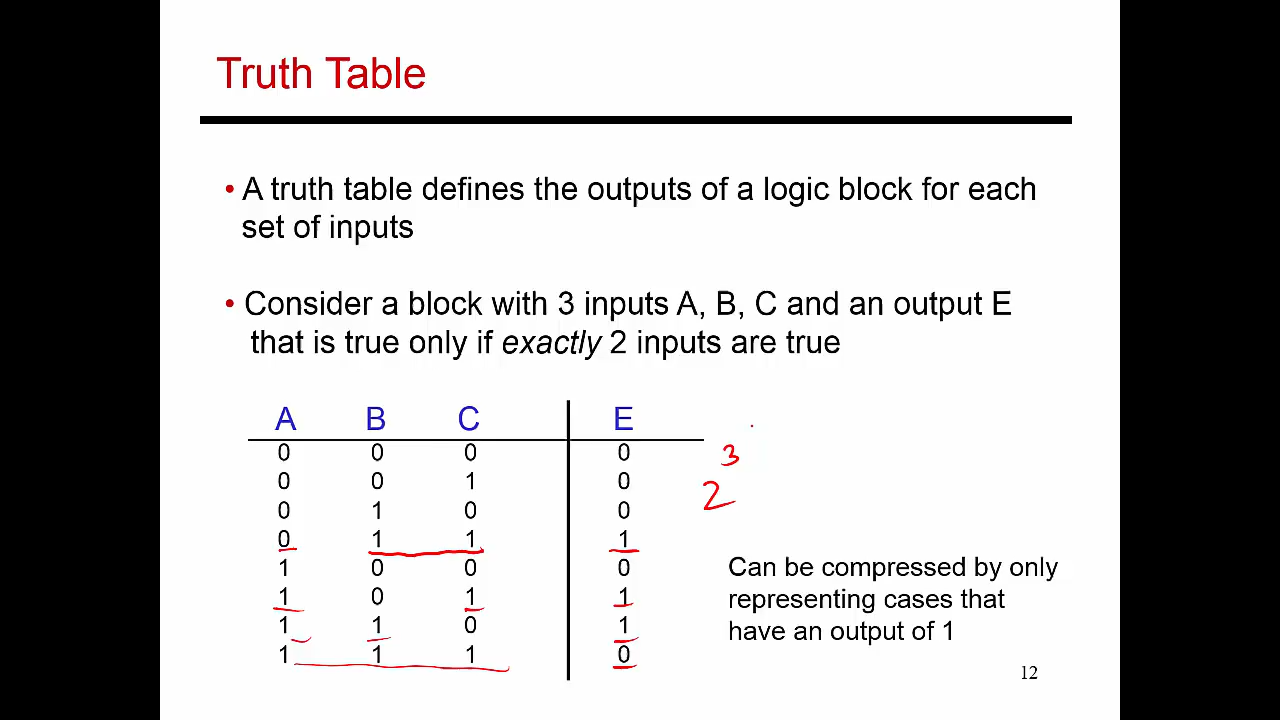 Truth Table
• A truth table defines the outputs of a logic block for each
set of inputs
• Consider a block with 3 inputs A, B, C and an output E
that is true only if exactly 2 inputs are true
A B C E
0 0 0 0
0 0 1 0
0 1 0 0
0 1 1 1
1 0 0 0
1 0 1 1
1 1 0 1
1 1 1 0
3
2
Can be compressed by only
representing cases that
have an output of 1
12